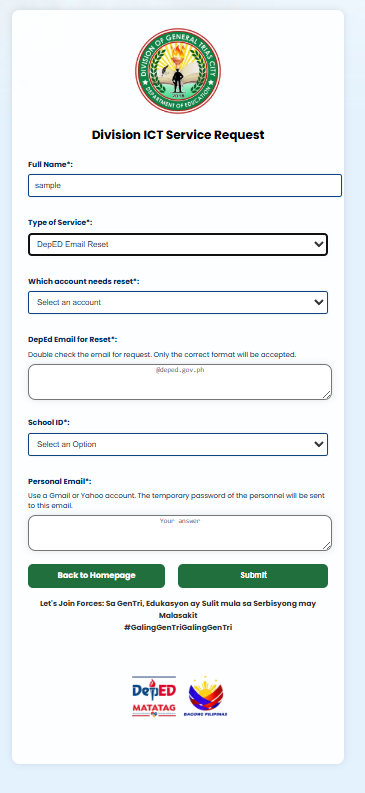 DIVISION OF GENERAL TRIAS CITY
DEPARTMENT OF EDUCATION
Division ICT Service Request
Full Name*:
sample
Type of Service*:
DepED Email Reset
Which account needs reset*:
Select an account
DepEd Email for Reset*:
Double check the email for request. Only the correct format will be accepted.
@deped.gov.ph
School ID*:
Select an Option
Personal Email*:
Use a Gmail or Yahoo account. The temporary password of the personnel will be sent
to this email.
Your answer
Back to Homepage
Submit
Let's Join Forces: Sa GenTri, Edukasyon ay Sulit mula sa Serbisyong may
Malasakit
#GalingGenTriGalingGenTri
DepED
MATATAG
BAGONG PILIPINAS